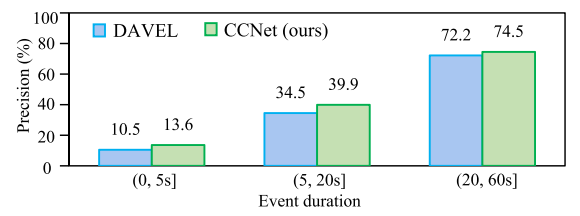 100
80
60
40
20
0
Precision (%)
DAVEL
CCNet (ours)
10.5
13.6
34.5
39.9
72.2
74.5
(0, 5s]
(5, 20s]
(20, 60s]
Event duration